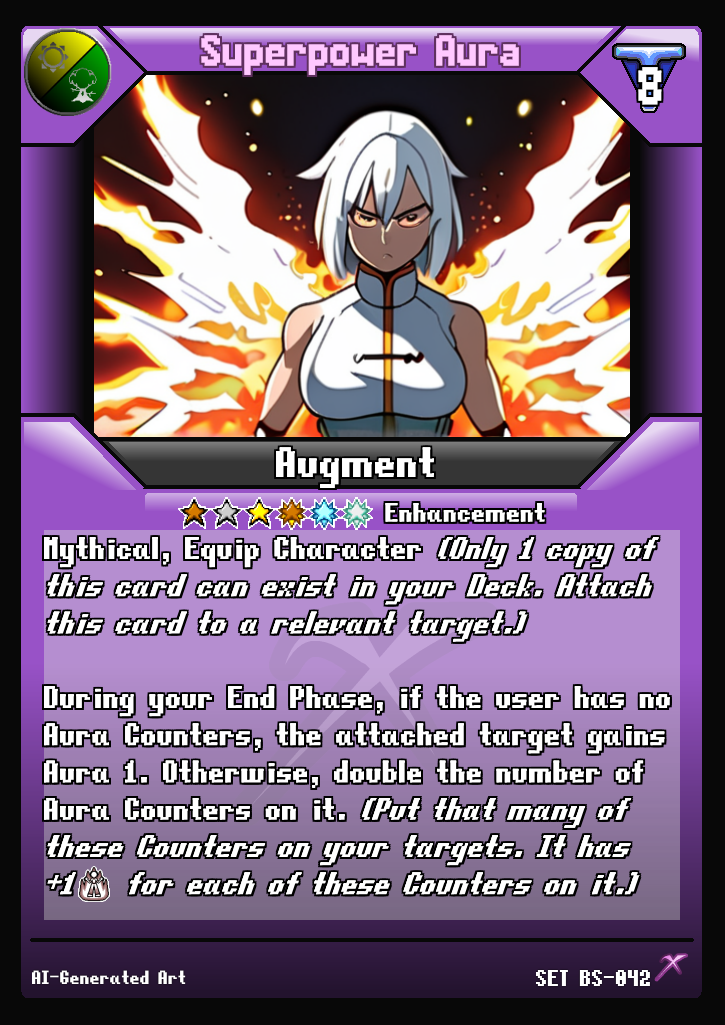 Superpower Aura
8
Augment
Enhancement
Mythical, Equip Character (Only 1 copy of
this card can exist in your Deck. Attach
this card to a relevant target.)
During your End Phase, if the user has no
Aura Counters, the attached target gains
Aura 1. Otherwise, double the number of
Aura Counters on it. (Put that many of
these Counters on your targets. It has
+1 for each of these Counters on it.)
AI-Generated Art
SET BS-042